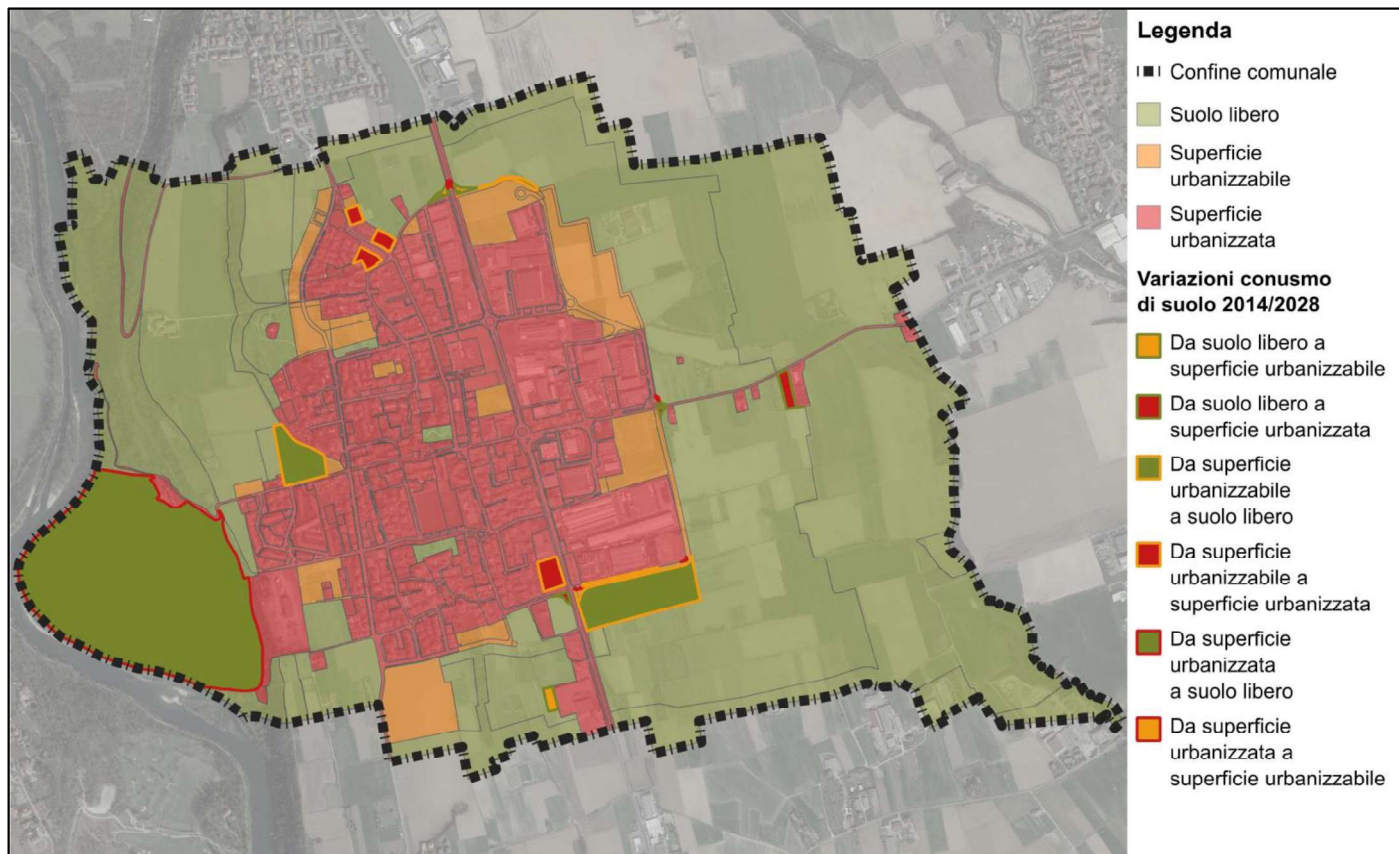 Legenda
Confine comunale
Suolo libero
Superficie
urbanizzabile
Superficie
urbanizzata
Variazioni conusmo
di suolo 2014/2028
Da suolo libero a
superficie urbanizzabile
Da suolo libero a
superficie urbanizzata
Da superficie
urbanizzabile
a suolo libero
Da superficie
urbanizzabile a
superficie urbanizzata
Da superficie
urbanizzata
a suolo libero
Da superficie
urbanizzata a
superficie urbanizzabile